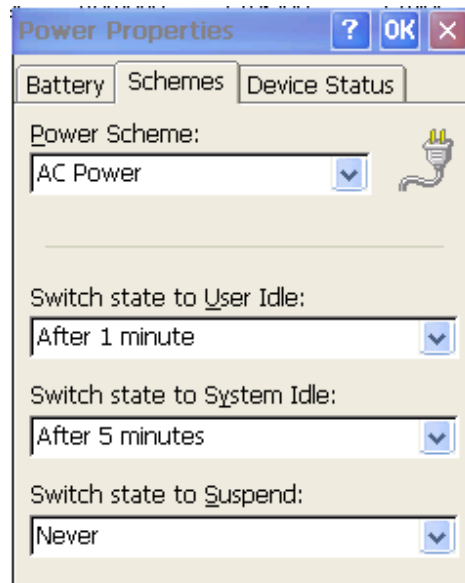 Power Properties ? OK ×
Battery Schemes Device Status
Power Scheme:
AC Power
Switch state to User Idle:
After 1 minute
Switch state to System Idle:
After 5 minutes
Switch state to Suspend:
Never